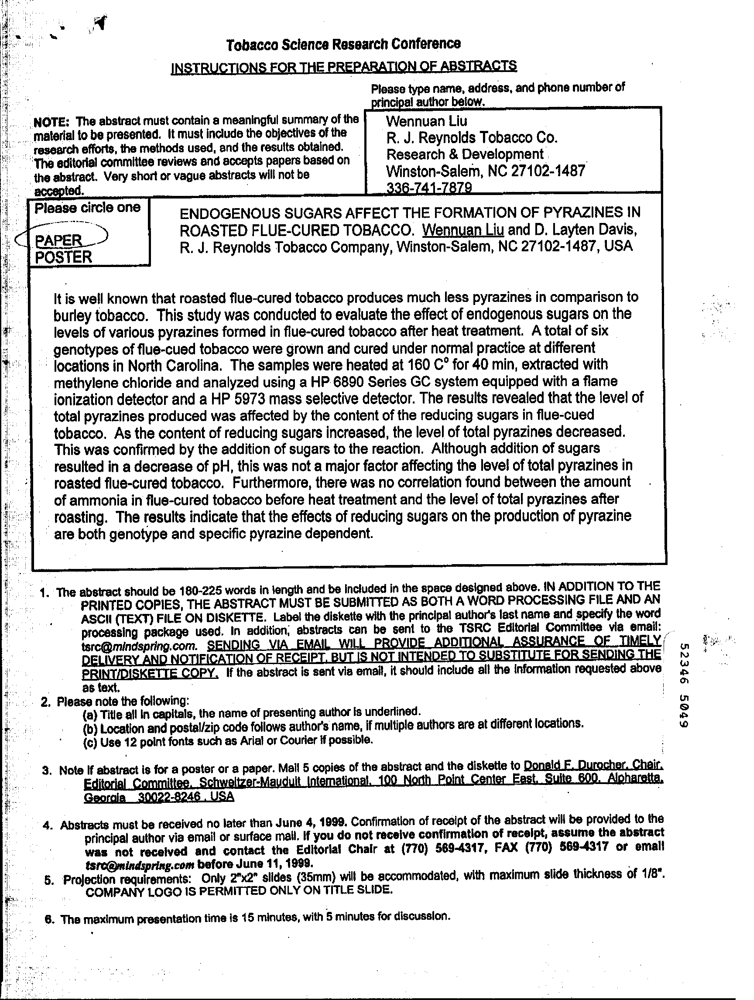 Tobacco Science Research Conference
INSTRUCTIONS FOR THE PREPARATION OF ABSTRACTS
Please type name, address, and phone number of
principal author below.
NOTE: The abstract must contain a meaningful summary of the
material to be presented. It must include the objectives of the
research efforts, the methods used, and the results obtained.
The editorial committee reviews and accepts papers based on
the abstract. Very short or vague abstracts will not be
accepted.
Wennuan Liu
R. J. Reynolds Tobacco Co.
Research & Development
Winston-Salem, NC 27102-1487
336-741-7879
Please circle one
PAPER
POSTER
ENDOGENOUS SUGARS AFFECT THE FORMATION OF PYRAZINES IN
ROASTED FLUE-CURED TOBACCO. Wennuan Liu and D. Layten Davis,
R. J. Reynolds Tobacco Company, Winston-Salem, NC 27102-1487, USA
It is well known that roasted flue-cured tobacco produces much less pyrazines in comparison to
burley tobacco. This study was conducted to evaluate the effect of endogenous sugars on the
levels of various pyrazines formed in flue-cured tobacco after heat treatment. A total of six
genotypes of flue-cued tobacco were grown and cured under normal practice at different
locations in North Carolina. The samples were heated at 160 C° for 40 min, extracted with
methylene chloride and analyzed using a HP 6890 Series GC system equipped with a flame
ionization detector and a HP 5973 mass selective detector. The results revealed that the level of
total pyrazines produced was affected by the content of the reducing sugars in flue-cued
tobacco. As the content of reducing sugars increased, the level of total pyrazines decreased.
This was confirmed by the addition of sugars to the reaction. Although addition of sugars
resulted in a decrease of pH, this was not a major factor affecting the level of total pyrazines in
roasted flue-cured tobacco. Furthermore, there was no correlation found between the amount
of ammonia in flue-cured tobacco before heat treatment and the level of total pyrazines after
roasting. The results indicate that the effects of reducing sugars on the production of pyrazine
are both genotype and specific pyrazine dependent.
1. The abstract should be 180-225 words in length and be included in the space designed above. IN ADDITION TO THE
PRINTED COPIES, THE ABSTRACT MUST BE SUBMITTED AS BOTH A WORD PROCESSING FILE AND AN
ASCII (TEXT) FILE ON DISKETTE. Label the diskette with the principal author's last name and specify the word
processing package used. In addition, abstracts can be sent to the TSRC Editorial Committee via email:
tsrc@mindspring.com. SENDING VIA EMAIL WILL PROVIDE ADDITIONAL ASSURANCE OF TIMELY
DELIVERY AND NOTIFICATION OF RECEIPT, BUT IS NOT INTENDED TO SUBSTITUTE FOR SENDING THE
PRINT/DISKETTE COPY. If the abstract is sent via email, it should include all the information requested above
as text.
2. Please note the following:
(a) Title all in capitals, the name of presenting author is underlined.
(b) Location and postal/zip code follows author's name, if multiple authors are at different locations.
(c) Use 12 point fonts such as Arial or Courier if possible.
3. Note if abstract is for a poster or a paper. Mail 5 copies of the abstract and the diskette to Donald F. Durocher, Chair,
Editorial Committee, Schweitzer-Mauduit International, 100 North Point Center East, Suite 600, Alpharetta,
Georgia 30022-8246 , USA
4. Abstracts must be received no later than June 4, 1999. Confirmation of receipt of the abstract will be provided to the
principal author via email or surface mail. If you do not receive confirmation of receipt, assume the abstract
was not received and contact the Editorial Chair at (770) 569-4317, FAX (770) 569-4317 or email
tsrc@mindspring.com before June 11, 1999.
5. Projection requirements: Only 2"x2" slides (35mm) will be accommodated, with maximum slide thickness of 1/8".
COMPANY LOGO IS PERMITTED ONLY ON TITLE SLIDE.
6. The maximum presentation time is 15 minutes, with 5 minutes for discussion.
52346 5049